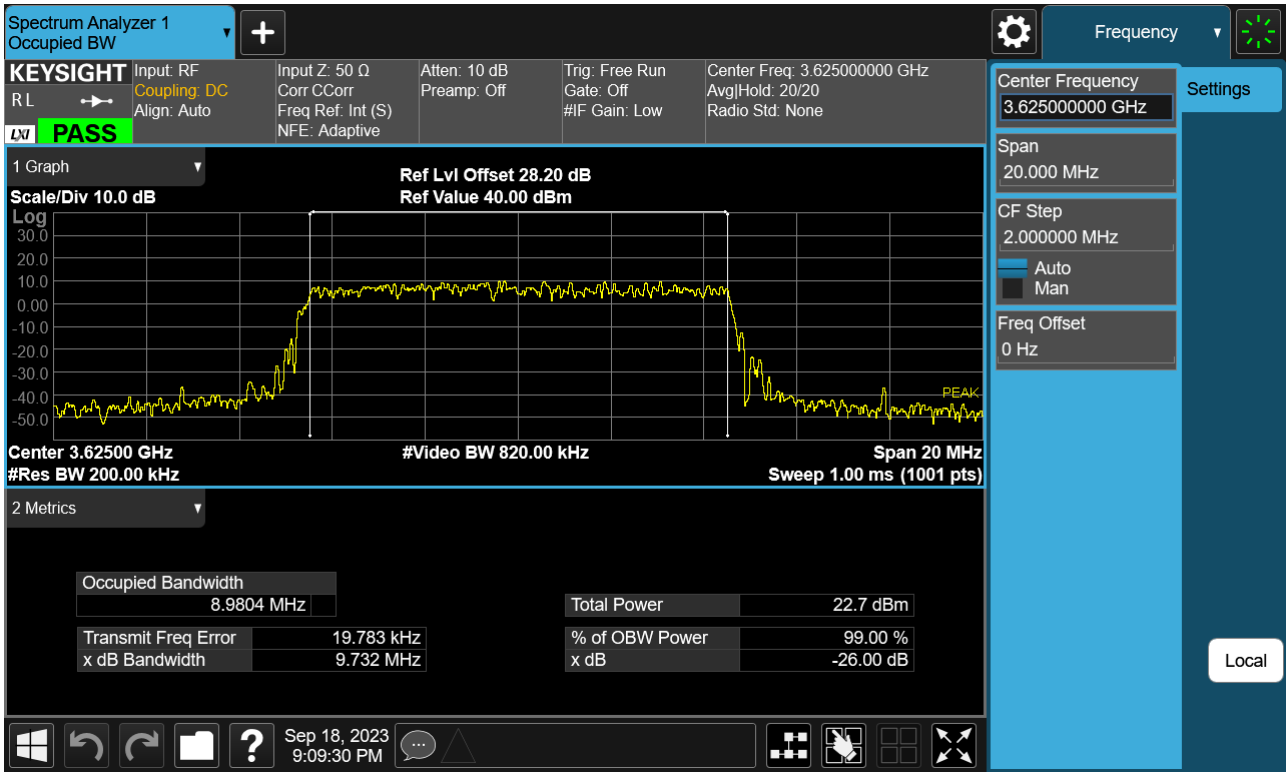 Spectrum Analyzer 1
Occupied BW
+
Frequency
KEYSIGHT
R L
LXI
PASS
Input: RF
Coupling: DC
Align: Auto
Input Z: 50 Ω
Corr CCorr
Freq Ref: Int (S)
NFE: Adaptive
Atten: 10 dB
Preamp: Off
Trig: Free Run
Gate: Off
#IF Gain: Low
Center Freq: 3.625000000 GHz
Avg|Hold: 20/20
Radio Std: None
1 Graph
Scale/Div 10.0 dB
Ref Lvl Offset 28.20 dB
Ref Value 40.00 dBm
Log
30.0
20.0
10.0
0.00
-10.0
-20.0
-30.0
-40.0
-50.0
PEAK
Center 3.62500 GHz
#Video BW 820.00 kHz
Span 20 MHz
#Res BW 200.00 kHz
Sweep 1.00 ms (1001 pts)
2 Metrics
Occupied Bandwidth
8.9804 MHz
Total Power 22.7 dBm
Transmit Freq Error 19.783 kHz
% of OBW Power 99.00 %
x dB Bandwidth 9.732 MHz
x dB -26.00 dB
Center Frequency
3.625000000 GHz
Span
20.000 MHz
CF Step
2.000000 MHz
Auto
Man
Freq Offset
0 Hz
Settings
Local
?
Sep 18, 2023
9:09:30 PM